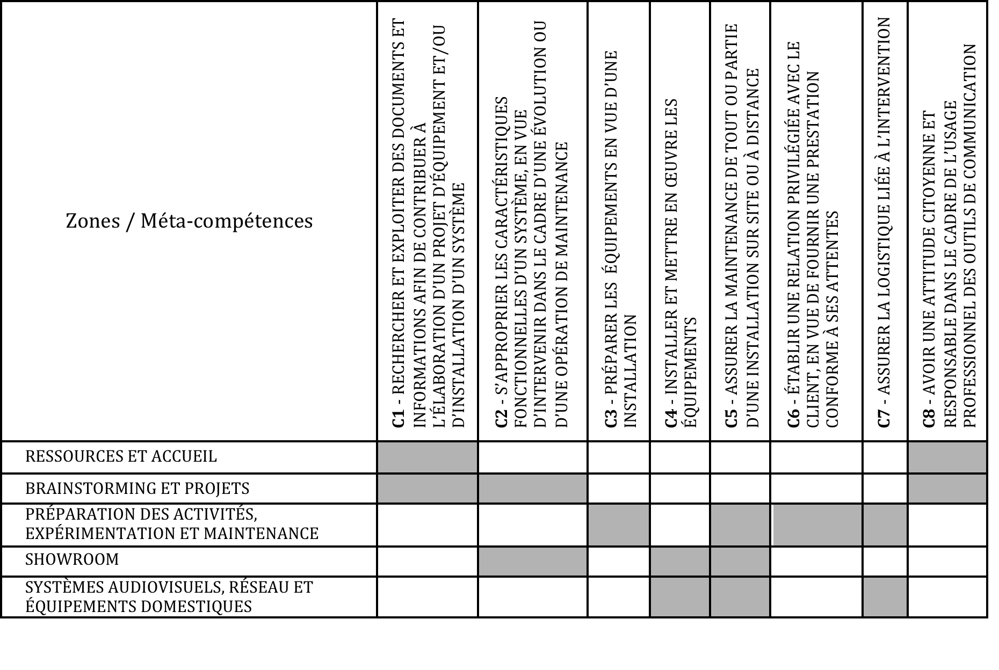 Zones / Méta-compétences
C1 - RECHERCHER ET EXPLOITER DES DOCUMENTS ET
INFORMATIONS AFIN DE CONTRIBUER À
L’ÉLABORATION D’UN PROJET D’ÉQUIPEMENT ET/OU
D’INSTALLATION D’UN SYSTÈME
C2 - S’APPROPRIER LES CARACTÉRISTIQUES
FONCTIONNELLES D’UN SYSTÈME, EN VUE
D’INTERVENIR DANS LE CADRE D’UNE ÉVOLUTION OU
D’UNE OPÉRATION DE MAINTENANCE
C3 - PRÉPARER LES ÉQUIPEMENTS EN VUE D’UNE
INSTALLATION
C4 - INSTALLER ET METTRE EN ŒUVRE LES
ÉQUIPEMENTS
C5 - ASSURER LA MAINTENANCE DE TOUT OU PARTIE
D’UNE INSTALLATION SUR SITE OU À DISTANCE
C6 - ÉTABLIR UNE RELATION PRIVILÉGIÉE AVEC LE
CLIENT, EN VUE DE FOURNIR UNE PRESTATION
CONFORME À SES ATTENTES
C7 - ASSURER LA LOGISTIQUE LIÉE À L’INTERVENTION
C8 - AVOIR UNE ATTITUDE CITOYENNE ET
RESPONSABLE DANS LE CADRE DE L’USAGE
PROFESSIONNEL DES OUTILS DE COMMUNICATION
RESSOURCES ET ACCUEIL
BRAINSTORMING ET PROJETS
PRÉPARATION DES ACTIVITÉS,
EXPÉRIMENTATION ET MAINTENANCE
SHOWROOM
SYSTÈMES AUDIOVISUELS, RÉSEAU ET
ÉQUIPEMENTS DOMESTIQUES